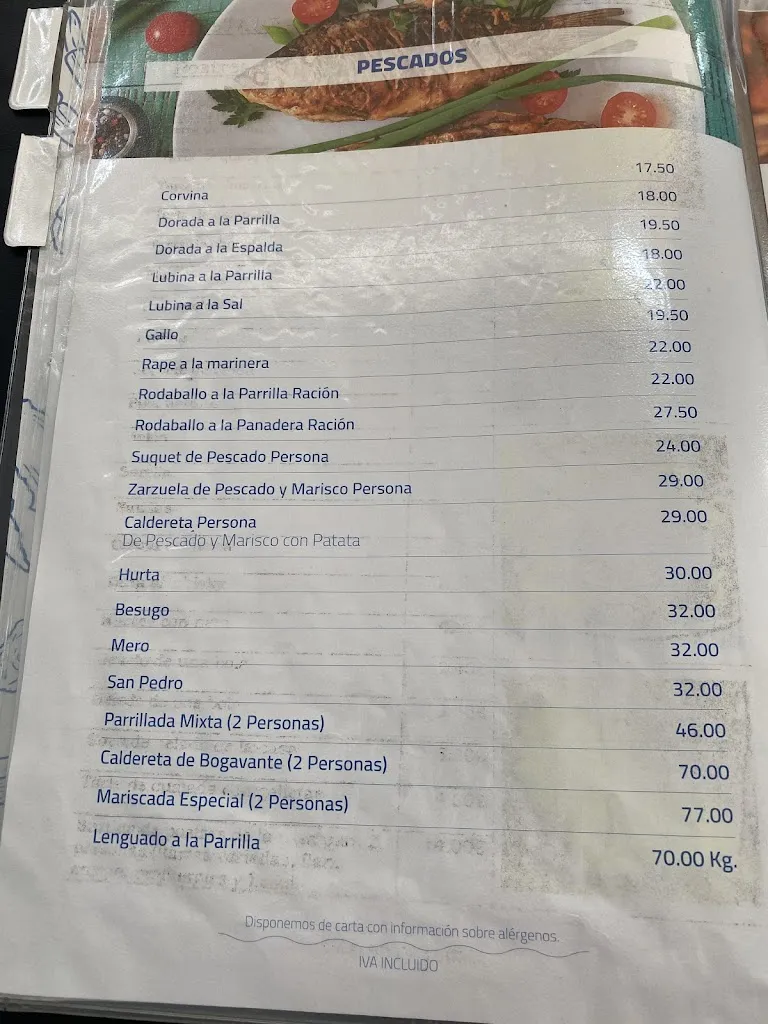 PESCADOS
Corvina 17.50
Dorada a la Parrilla 18.00
Dorada a la Espalda 19.50
Lubina a la Parrilla 18.00
Lubina a la Sal 22.00
Gallo 19.50
Rape a la marinera 22.00
Rodaballo a la Parrilla Ración 22.00
Rodaballo a la Panadera Ración 27.50
Suquet de Pescado Persona 24.00
Zarzuela de Pescado y Marisco Persona 29.00
Caldereta Persona 29.00
De Pescado y Marisco con Patata
Hurta 30.00
Besugo 32.00
Mero 32.00
San Pedro 32.00
Parrillada Mixta (2 Personas) 46.00
Caldereta de Bogavante (2 Personas) 70.00
Mariscada Especial (2 Personas) 77.00
Lenguado a la Parrilla 70.00 Kg.
Disponemos de carta con información sobre alérgenos.
IVA INCLUIDO